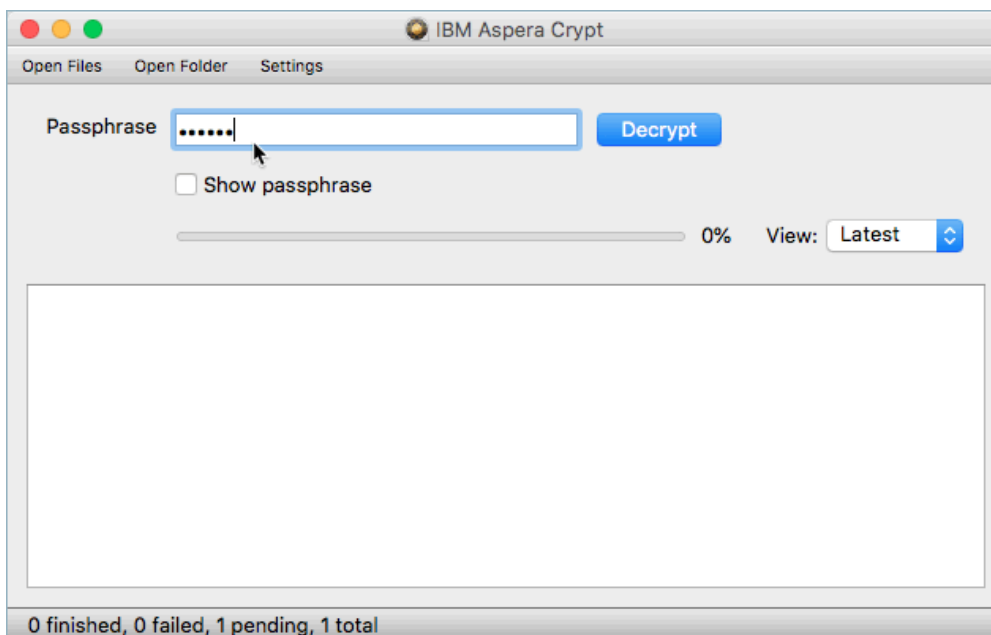 IBM Aspera Crypt
Open Files Open Folder Settings
Passphrase •••••• Decrypt
Show passphrase
0% View: Latest
0 finished, 0 failed, 1 pending, 1 total